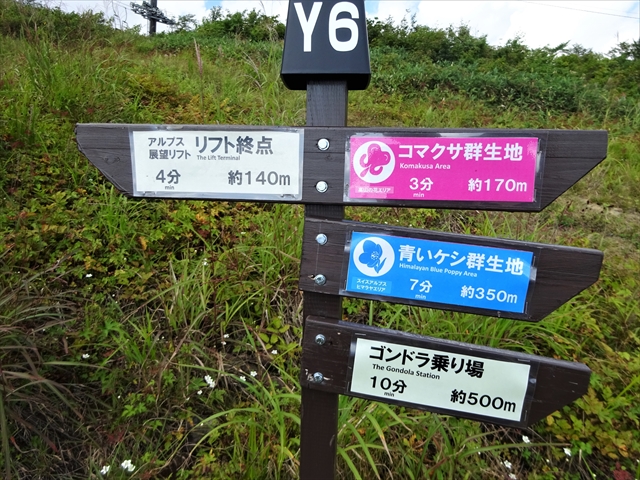 Y6
アルプス
展望リフト
リフト終点
The Lift Terminal
4分
min
約140m
コマクサ群生地
Komakusa Area
3分
min
約170m
青いケシ群生地
Himalayan Blue Poppy Area
スイスアルプス
ヒマラヤエリア
7分
min
約350m
ゴンドラ乗り場
The Gondola Station
10分
min
約500m